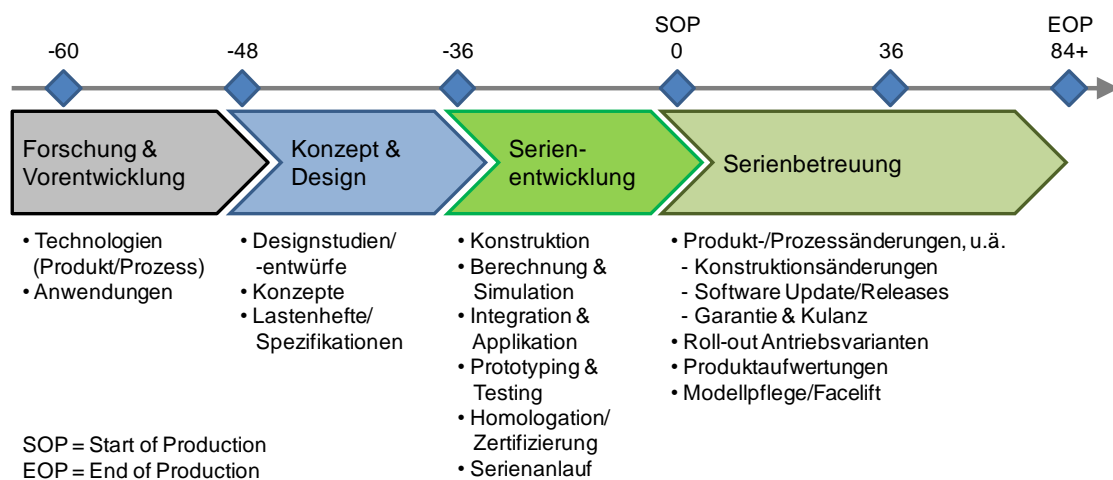 SOP
EOP
-60
-48
-36
0
36
84+
Forschung &
Vorentwicklung
Konzept &
Design
Serien-
entwicklung
Serienbetreuung
• Technologien
(Produkt/Prozess)
• Anwendungen
• Designstudien/
-entwürfe
• Konzepte
• Lastenhefte/
Spezifikationen
• Konstruktion
• Berechnung &
Simulation
• Integration &
Applikation
• Prototyping &
Testing
• Homologation/
Zertifizierung
• Serienanlauf
• Produkt-/Prozessänderungen, u.ä.
- Konstruktionsänderungen
- Software Update/Releases
- Garantie & Kulanz
• Roll-out Antriebsvarianten
• Produktaufwertungen
• Modellpflege/Facelift
SOP = Start of Production
EOP = End of Production